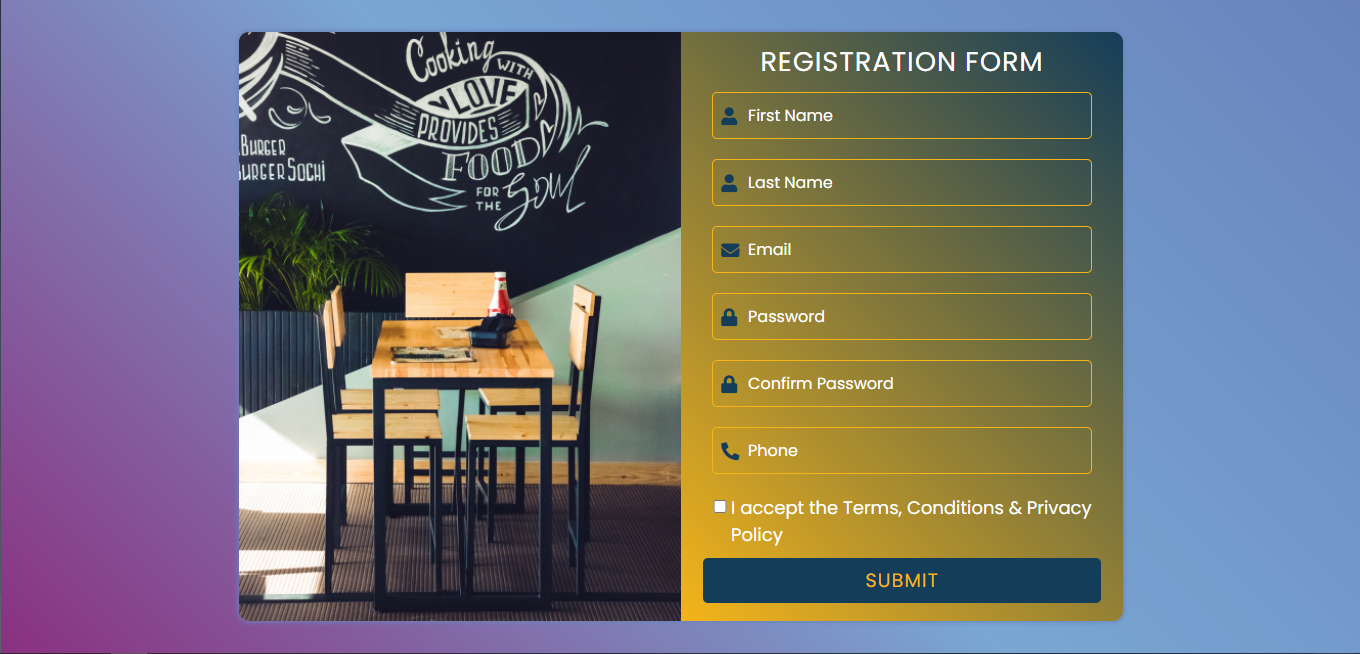 Cooking
WITH
LOVE
PROVIDES
FOOD
FOR
THE
Soul
BURGER
BURGER SOCHI
REGISTRATION FORM
First Name
Last Name
Email
Password
Confirm Password
Phone
I accept the Terms, Conditions & Privacy
Policy
SUBMIT